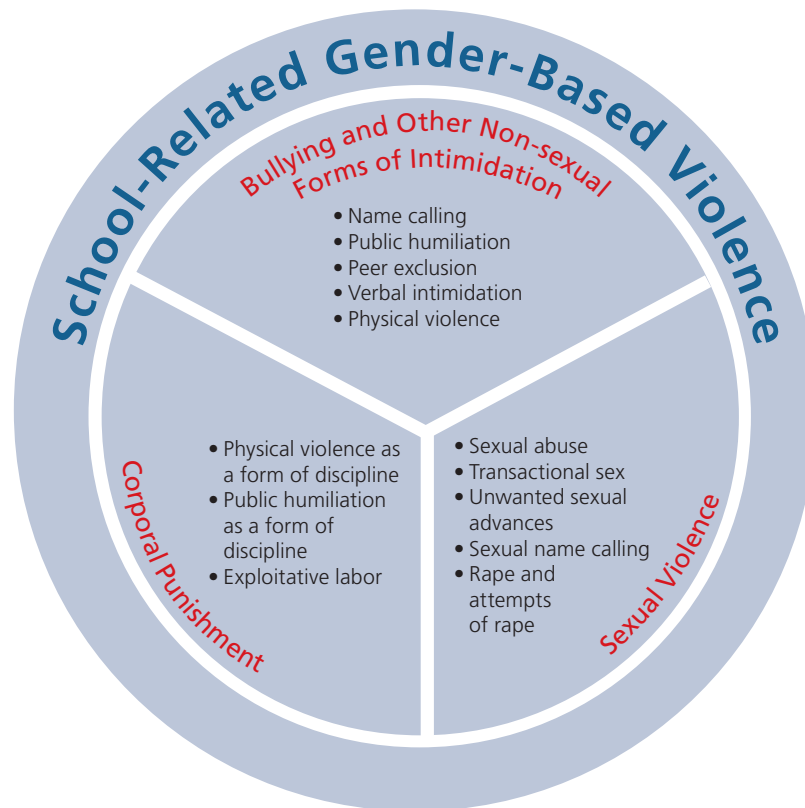 School-Related Gender-Based Violence
Bullying and Other Non-sexual
Forms of Intimidation
• Name calling
• Public humiliation
• Peer exclusion
• Verbal intimidation
• Physical violence
Corporal Punishment
• Physical violence as
a form of discipline
• Public humiliation
as a form of
discipline
• Exploitative labor
• Sexual abuse
• Transactional sex
• Unwanted sexual
advances
• Sexual name calling
• Rape and
attempts
of rape
Sexual Violence